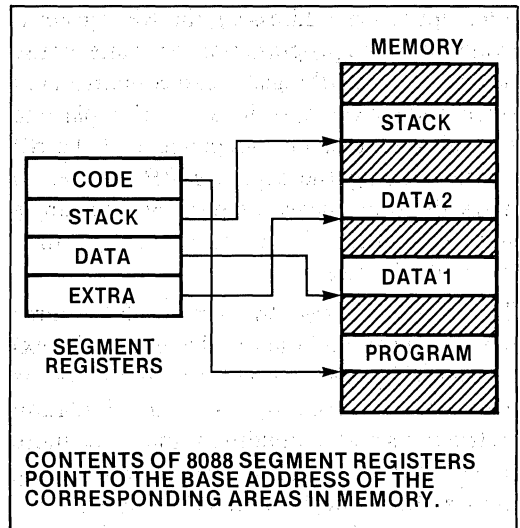 MEMORY
STACK
DATA 2
DATA 1
PROGRAM
CODE
STACK
DATA
EXTRA
SEGMENT
REGISTERS
CONTENTS OF 8088 SEGMENT REGISTERS
POINT TO THE BASE ADDRESS OF THE
CORRESPONDING AREAS IN MEMORY.